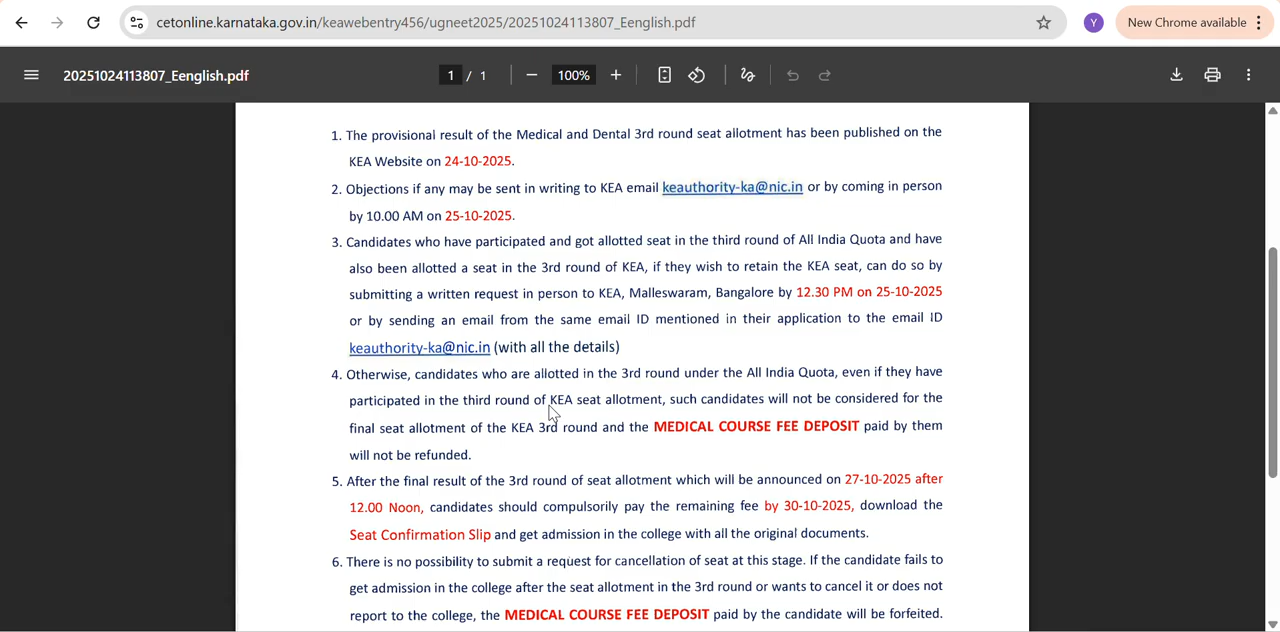 cetonline.karnataka.gov.in/keawebentry456/ugneet2025/20251024113807_Eenglish.pdf
Y
New Chrome available
20251024113807_Eenglish.pdf
1 / 1
100%
1. The provisional result of the Medical and Dental 3rd round seat allotment has been published on the
KEA Website on 24-10-2025.
2. Objections if any may be sent in writing to KEA email keauthority-ka@nic.in or by coming in person
by 10.00 AM on 25-10-2025.
3. Candidates who have participated and got allotted seat in the third round of All India Quota and have
also been allotted a seat in the 3rd round of KEA, if they wish to retain the KEA seat, can do so by
submitting a written request in person to KEA, Malleswaram, Bangalore by 12.30 PM on 25-10-2025
or by sending an email from the same email ID mentioned in their application to the email ID
keauthority-ka@nic.in (with all the details)
4. Otherwise, candidates who are allotted in the 3rd round under the All India Quota, even if they have
participated in the third round of KEA seat allotment, such candidates will not be considered for the
final seat allotment of the KEA 3rd round and the MEDICAL COURSE FEE DEPOSIT paid by them
will not be refunded.
5. After the final result of the 3rd round of seat allotment which will be announced on 27-10-2025 after
12.00 Noon, candidates should compulsorily pay the remaining fee by 30-10-2025, download the
Seat Confirmation Slip and get admission in the college with all the original documents.
6. There is no possibility to submit a request for cancellation of seat at this stage. If the candidate fails to
get admission in the college after the seat allotment in the 3rd round or wants to cancel it or does not
report to the college, the MEDICAL COURSE FEE DEPOSIT paid by the candidate will be forfeited.